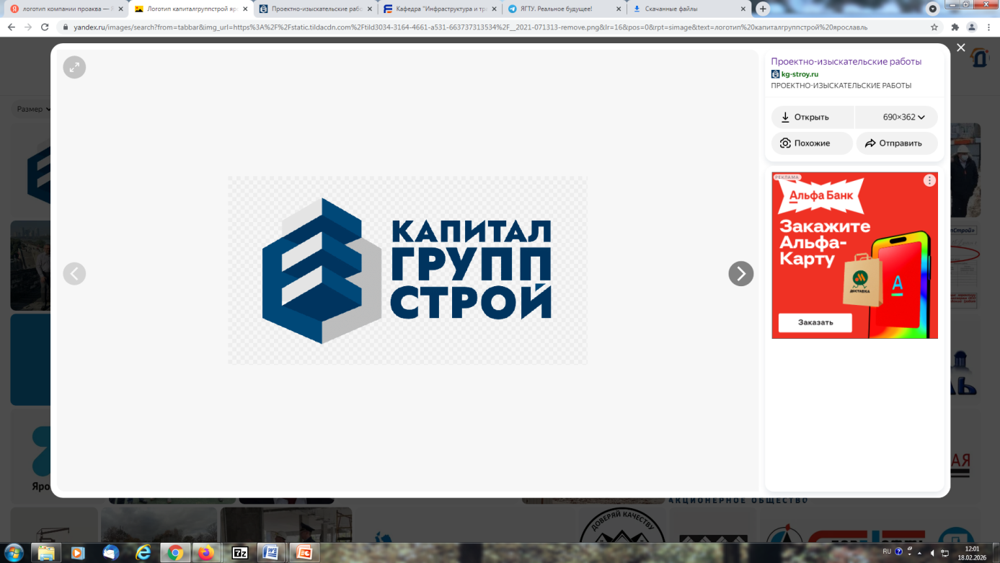 логотип компании проаква — Я
Логотип капиталгруппстрой яро
Проектно-изыскательские рабо
Кафедра "Инфраструктура и тра
ЯГТУ. Реальное будущее!
Скачанные файлы
yandex.ru/images/search?from=tabbar&img_url=https%3A%2F%2Fstatic.tildacdn.com%2Ftild3034-3164-4661-a531-663737313534%2F__2021-071313-remove.png&lr=16&pos=0&rpt=simage&text=логотип%20капиталгруппстрой%20ярославль
Размер
Проектно-изыскательские работы
kg-stroy.ru
ПРОЕКТНО-ИЗЫСКАТЕЛЬСКИЕ РАБОТЫ
Открыть
690×362
Похожие
Отправить
КАПИТАЛ
ГРУПП
СТРОЙ
РЕКЛАМА
Альфа Банк
Закажите
Альфа-
Карту
ДОСТАВКА
А
Заказать
Яро
АКЦИОНЕРНОЕ ОБЩЕСТВО
ДОВЕРЯЙ КАЧЕСТВУ
RU
12:01
18.02.2026